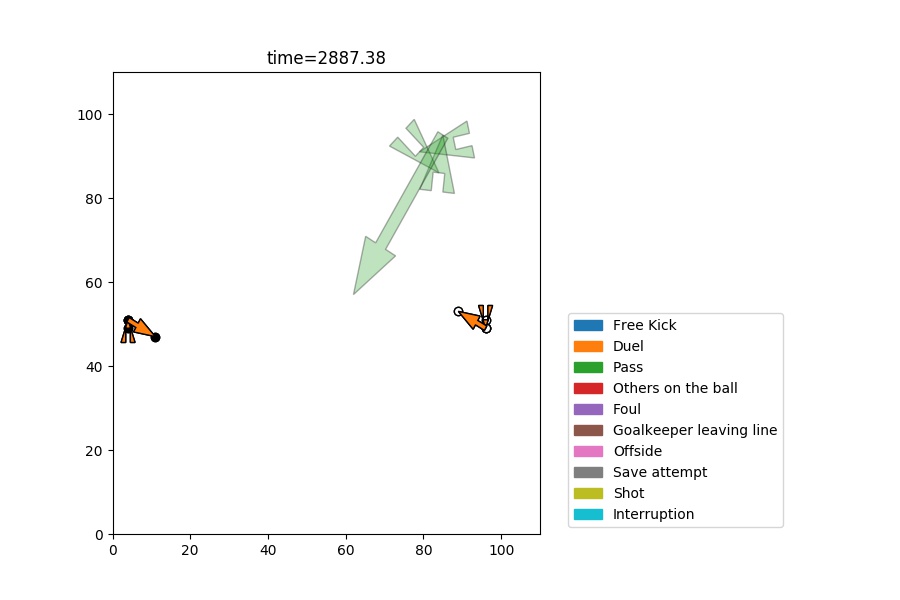 time=2887.38
100
80
60
40
20
0
0 20 40 60 80 100
Free Kick
Duel
Pass
Others on the ball
Foul
Goalkeeper leaving line
Offside
Save attempt
Shot
Interruption